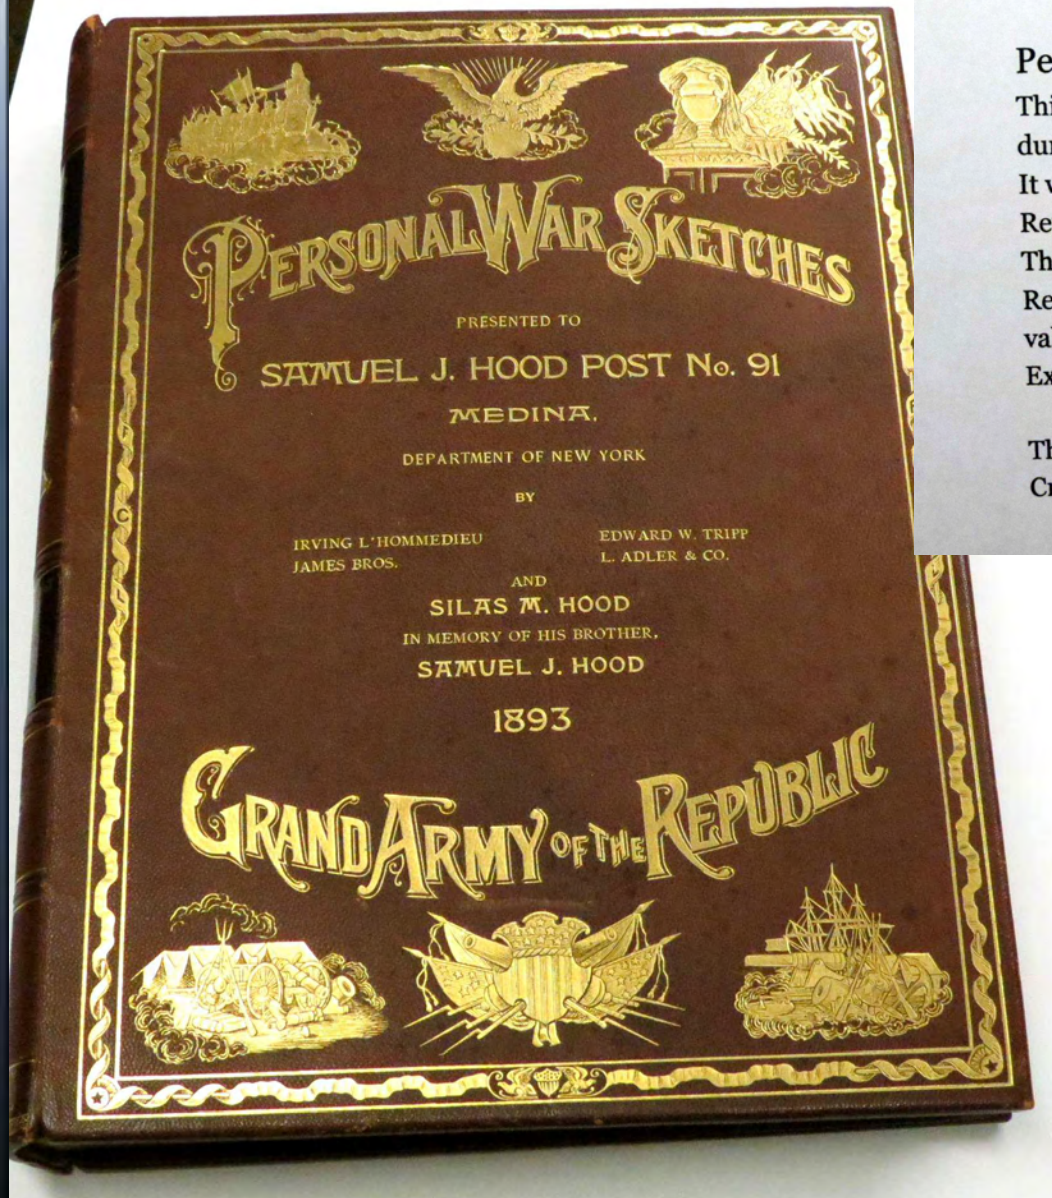 PERSONAL WAR SKETCHES
PRESENTED TO
SAMUEL J. HOOD POST No. 91
MEDINA,
DEPARTMENT OF NEW YORK
BY
IRVING L'HOMMEDIEU EDWARD W. TRIPP
JAMES BROS. L. ADLER & CO.
AND
SILAS M. HOOD
IN MEMORY OF HIS BROTHER,
SAMUEL J. HOOD
1893
GRAND ARMY OF THE REPUBLIC
It